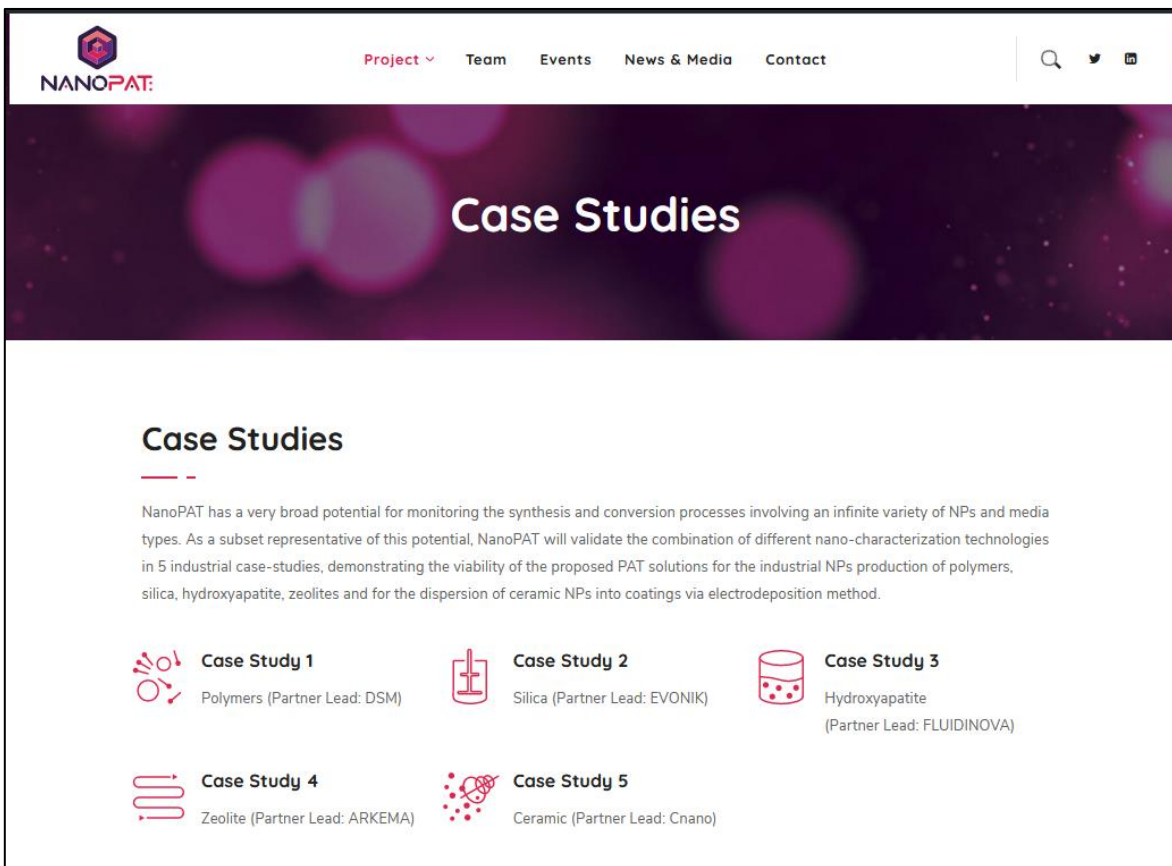 NANOPAT:
Project Team Events News & Media Contact
Case Studies
Case Studies
NanoPAT has a very broad potential for monitoring the synthesis and conversion processes involving an infinite variety of NPs and media
types. As a subset representative of this potential, NanoPAT will validate the combination of different nano-characterization technologies
in 5 industrial case-studies, demonstrating the viability of the proposed PAT solutions for the industrial NPs production of polymers,
silica, hydroxyapatite, zeolites and for the dispersion of ceramic NPs into coatings via electrodeposition method.
Case Study 1
Polymers (Partner Lead: DSM)
Case Study 2
Silica (Partner Lead: EVONIK)
Case Study 3
Hydroxyapatite
(Partner Lead: FLUIDINOVA)
Case Study 4
Zeolite (Partner Lead: ARKEMA)
Case Study 5
Ceramic (Partner Lead: Cnano)